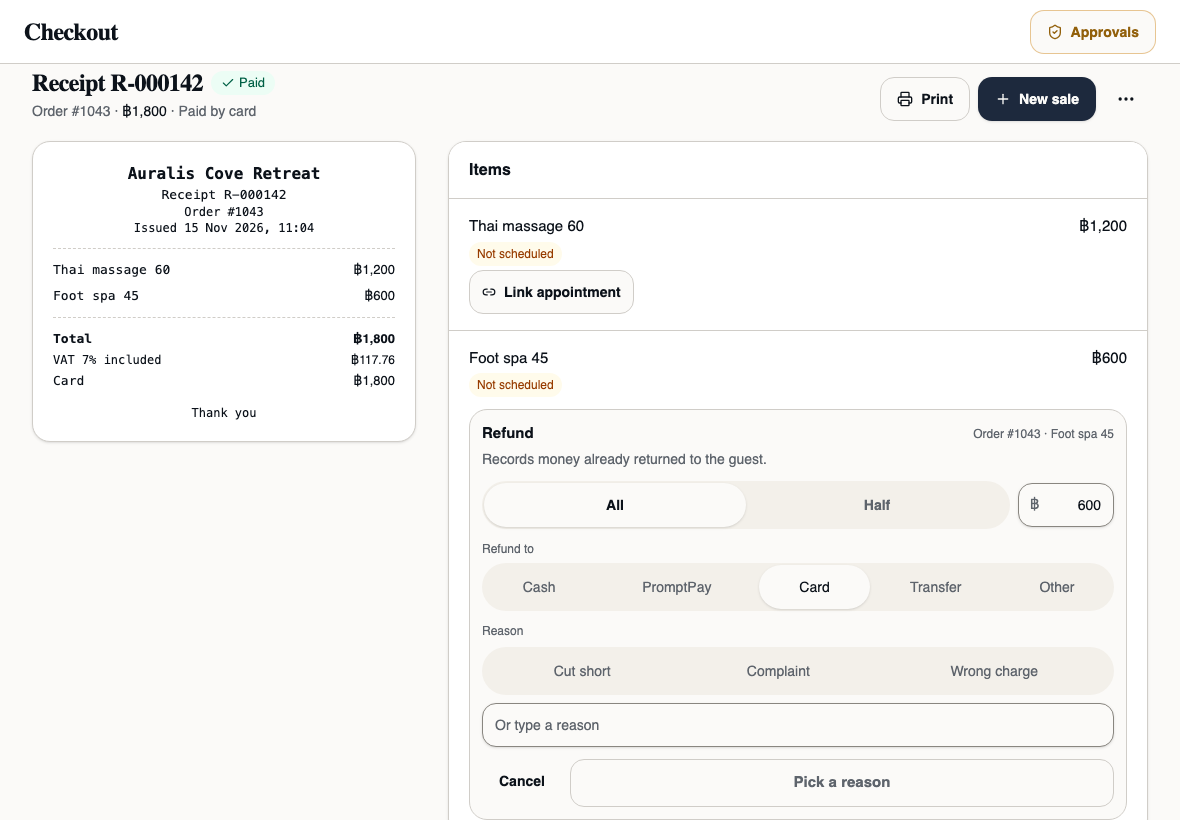 Checkout
Approvals
Receipt R-000142
Paid
Order #1043 · ฿1,800 · Paid by card
Print
New sale
Auralis Cove Retreat
Receipt R-000142
Order #1043
Issued 15 Nov 2026, 11:04
Thai massage 60 ฿1,200
Foot spa 45 ฿600
Total ฿1,800
VAT 7% included ฿117.76
Card ฿1,800
Thank you
Items
Thai massage 60 ฿1,200
Not scheduled
Link appointment
Foot spa 45 ฿600
Not scheduled
Refund Order #1043 · Foot spa 45
Records money already returned to the guest.
All Half ฿ 600
Refund to
Cash PromptPay Card Transfer Other
Reason
Cut short Complaint Wrong charge
Or type a reason
Cancel Pick a reason